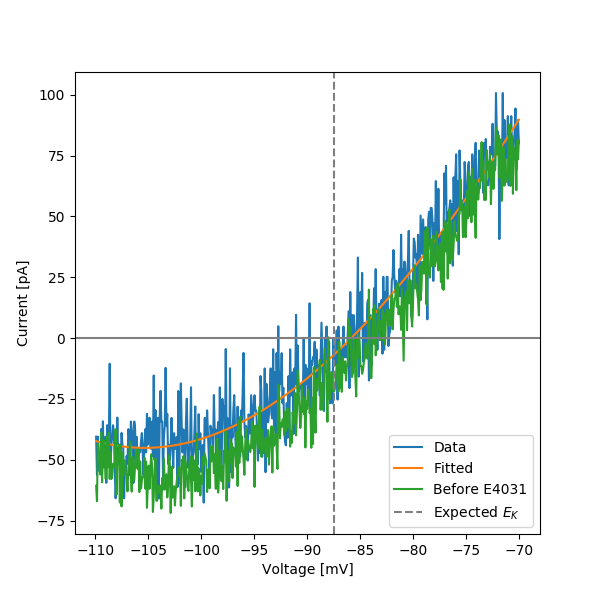 100
75
50
25
0
−25
−50
−75
Current [pA]
Data
Fitted
Before E4031
Expected E_K
−110
−105
−100
−95
−90
−85
−80
−75
−70
Voltage [mV]